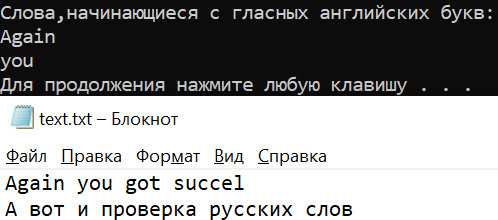 Слова,начинающиеся с гласных английских букв:
Again
you
Для продолжения нажмите любую клавишу . . .
text.txt – Блокнот
Файл Правка Формат Вид Справка
Again you got succel
А вот и проверка русских слов